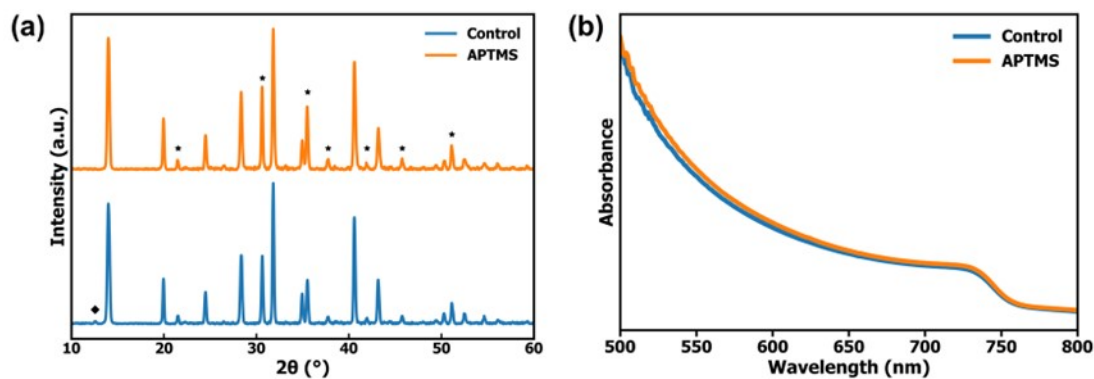 (a)
Control
APTMS
Intensity (a.u.)
10 20 30 40 50 60
2θ (°)
(b)
Control
APTMS
Absorbance
500 550 600 650 700 750 800
Wavelength (nm)